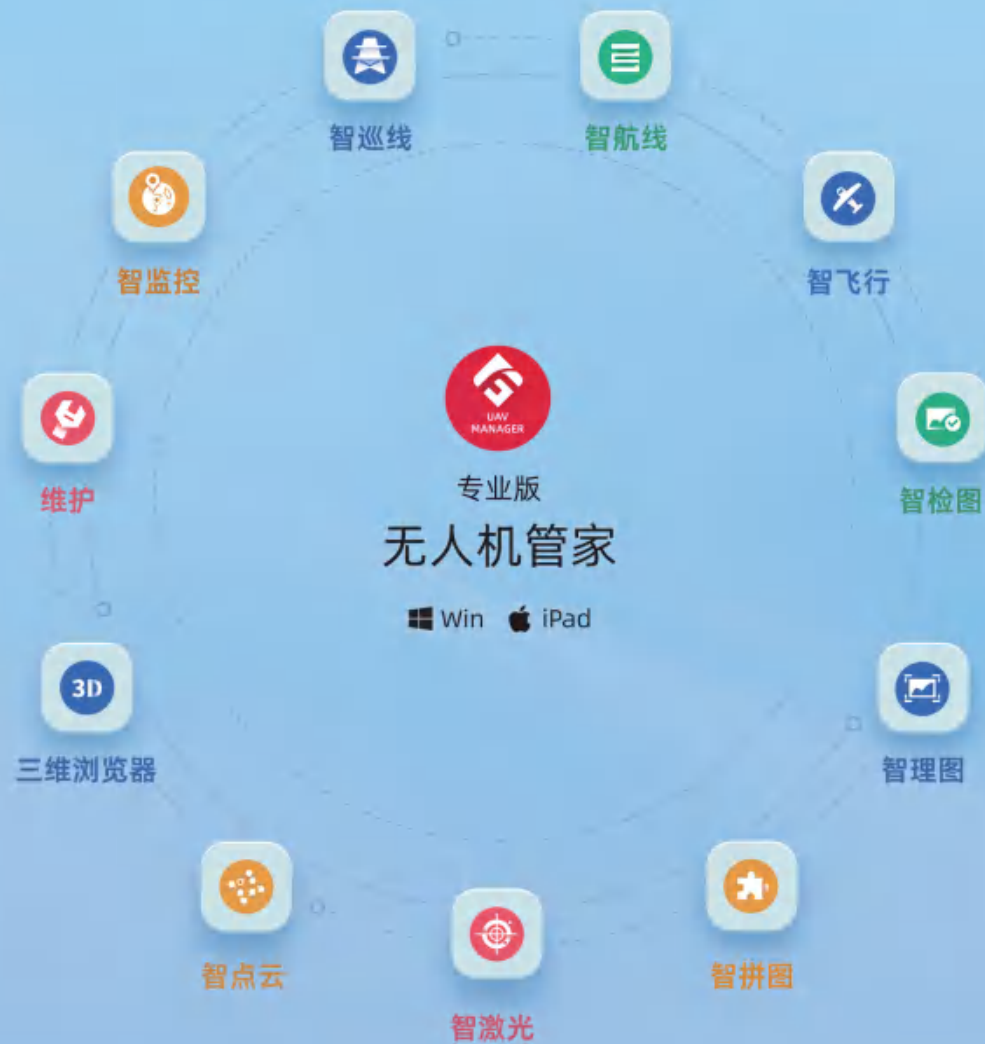 智巡线
智航线
智监控
智飞行
UAV
MANAGER
维护
智检图
专业版
无人机管家
Win iPad
3D
三维浏览器
智理图
智点云
智拼图
智激光